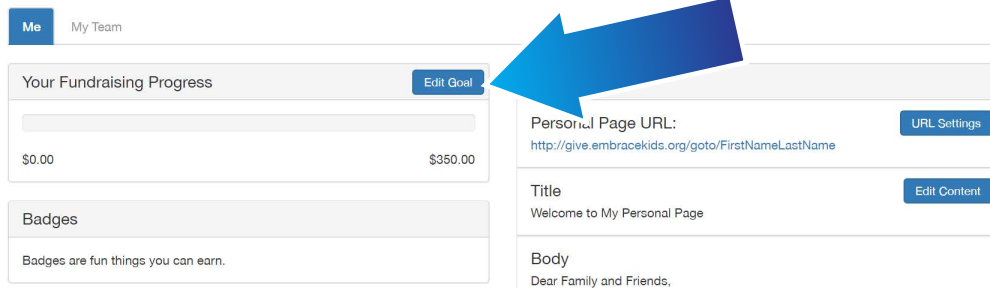 Me
My Team
Your Fundraising Progress
Edit Goal
$0.00
$350.00
Badges
Badges are fun things you can earn.
Personal Page URL:
URL Settings
http://give.embracekids.org/goto/FirstNameLastName
Title
Edit Content
Welcome to My Personal Page
Body
Dear Family and Friends,